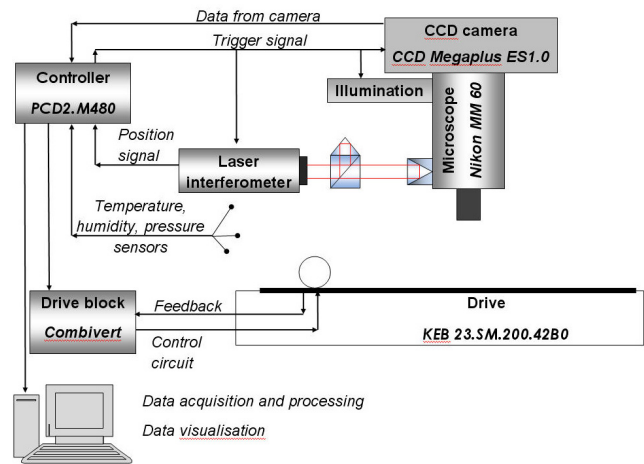 Data from camera
Trigger signal
CCD camera
CCD Megaplus ES1.0
Controller
PCD2.M480
Illumination
Microscope
Nikon MM 60
Position
signal
Laser
interferometer
Temperature,
humidity, pressure
sensors
Drive block
Combivert
Feedback
Control
circuit
Drive
KEB 23.SM.200.42B0
Data acquisition and processing
Data visualisation